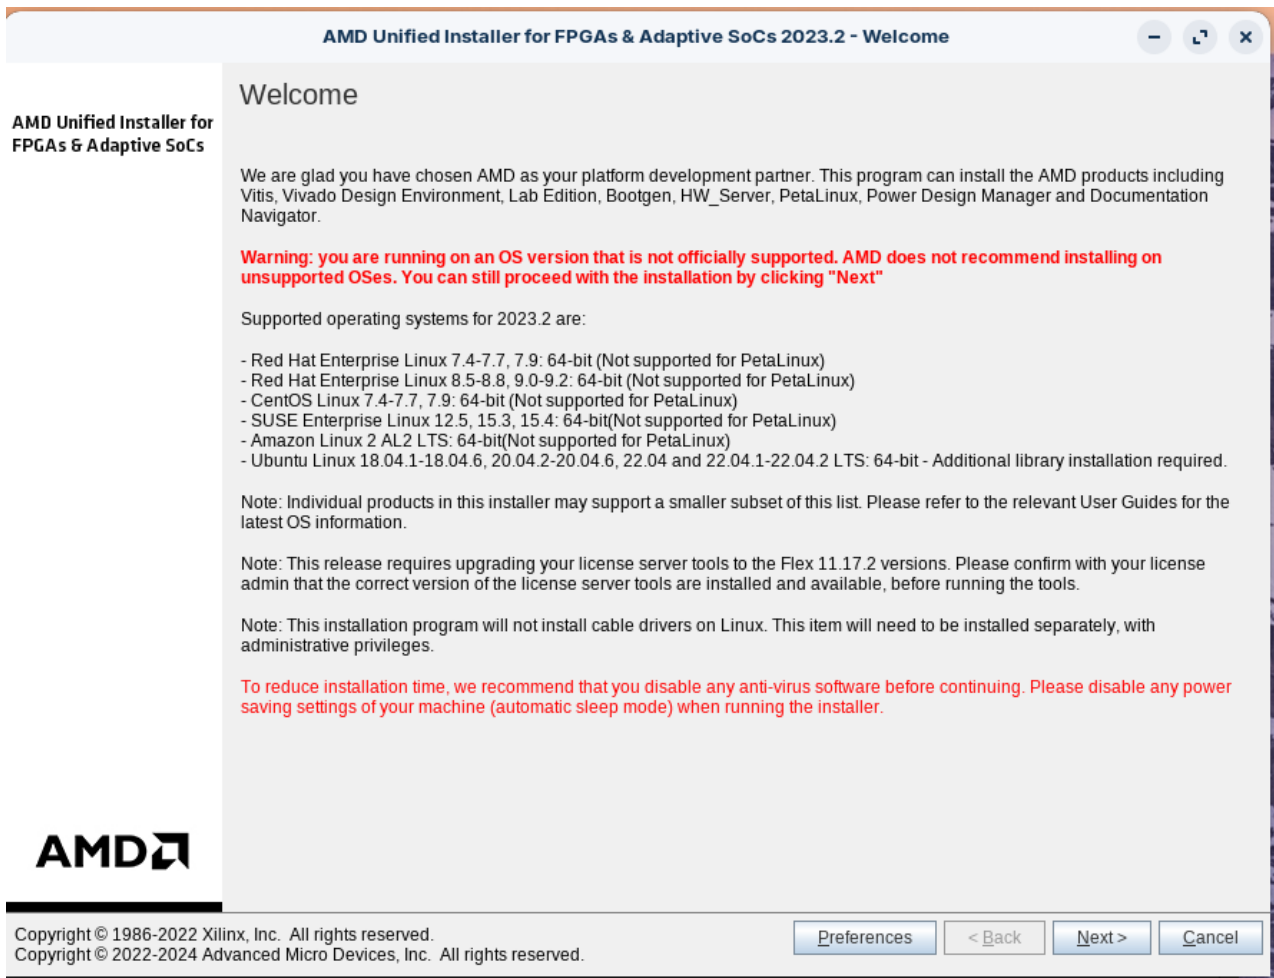 AMD Unified Installer for FPGAs & Adaptive SoCs 2023.2 - Welcome
AMD Unified Installer for
FPGAs & Adaptive SoCs
Welcome
We are glad you have chosen AMD as your platform development partner. This program can install the AMD products including
Vitis, Vivado Design Environment, Lab Edition, Bootgen, HW_Server, PetaLinux, Power Design Manager and Documentation
Navigator.
Warning: you are running on an OS version that is not officially supported. AMD does not recommend installing on
unsupported OSes. You can still proceed with the installation by clicking "Next"
Supported operating systems for 2023.2 are:
- Red Hat Enterprise Linux 7.4-7.7, 7.9: 64-bit (Not supported for PetaLinux)
- Red Hat Enterprise Linux 8.5-8.8, 9.0-9.2: 64-bit (Not supported for PetaLinux)
- CentOS Linux 7.4-7.7, 7.9: 64-bit (Not supported for PetaLinux)
- SUSE Enterprise Linux 12.5, 15.3, 15.4: 64-bit(Not supported for PetaLinux)
- Amazon Linux 2 AL2 LTS: 64-bit(Not supported for PetaLinux)
- Ubuntu Linux 18.04.1-18.04.6, 20.04.2-20.04.6, 22.04 and 22.04.1-22.04.2 LTS: 64-bit - Additional library installation required.
Note: Individual products in this installer may support a smaller subset of this list. Please refer to the relevant User Guides for the
latest OS information.
Note: This release requires upgrading your license server tools to the Flex 11.17.2 versions. Please confirm with your license
admin that the correct version of the license server tools are installed and available, before running the tools.
Note: This installation program will not install cable drivers on Linux. This item will need to be installed separately, with
administrative privileges.
To reduce installation time, we recommend that you disable any anti-virus software before continuing. Please disable any power
saving settings of your machine (automatic sleep mode) when running the installer.
AMD
Copyright © 1986-2022 Xilinx, Inc. All rights reserved.
Copyright © 2022-2024 Advanced Micro Devices, Inc. All rights reserved.
Preferences
< Back
Next >
Cancel